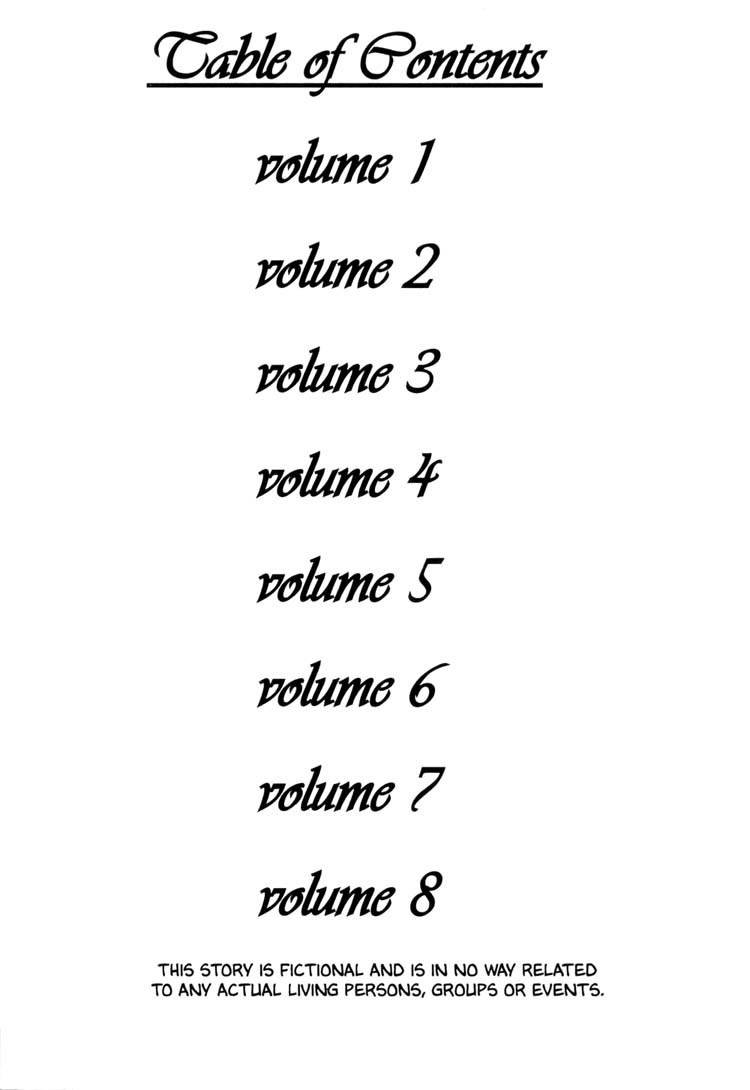 Table of Contents
volume 1
volume 2
volume 3
volume 4
volume 5
volume 6
volume 7
volume 8
THIS STORY IS FICTIONAL AND IS IN NO WAY RELATED
TO ANY ACTUAL LIVING PERSONS, GROUPS OR EVENTS.